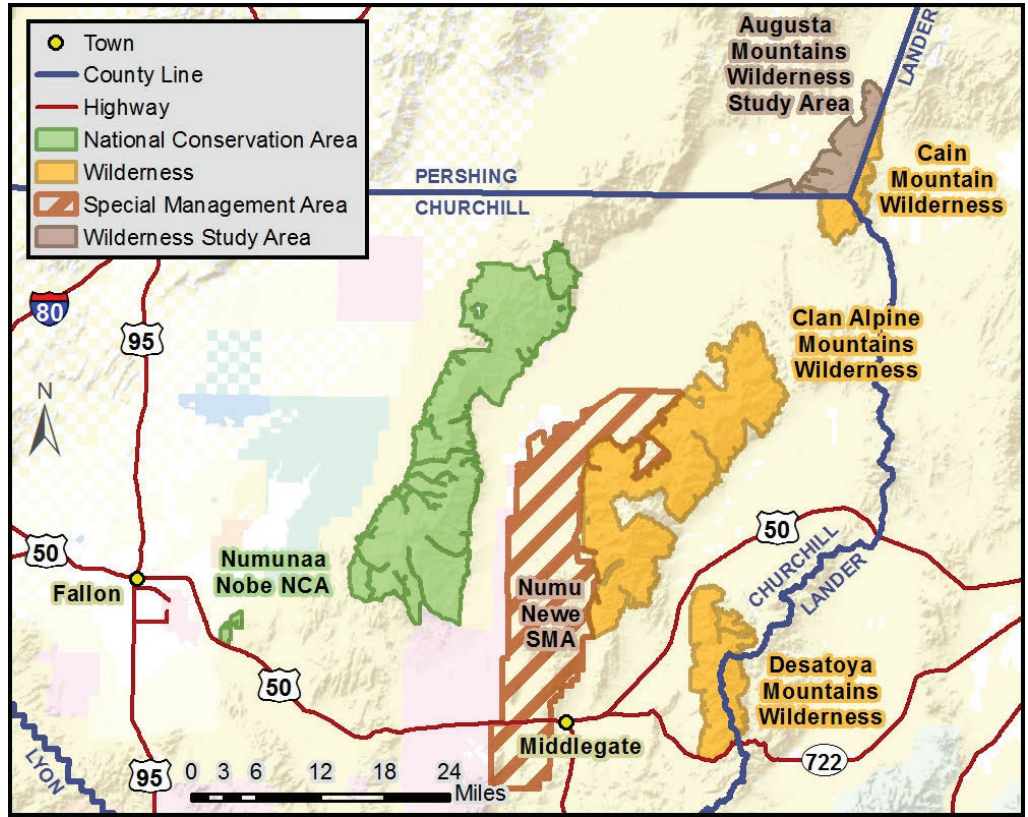 Town
County Line
Highway
National Conservation Area
Wilderness
Special Management Area
Wilderness Study Area
Augusta
Mountains
Wilderness
Study Area
LANDER
Cain
Mountain
Wilderness
PERSHING
CHURCHILL
80
95
N
Clan Alpine
Mountains
Wilderness
50
Fallon
Numunaa
Nobe NCA
50
CHURCHILL
LANDER
Numu
Newe
SMA
50
Desatoya
Mountains
Wilderness
Middlegate
722
LYON
95
0 3 6 12 18 24
Miles